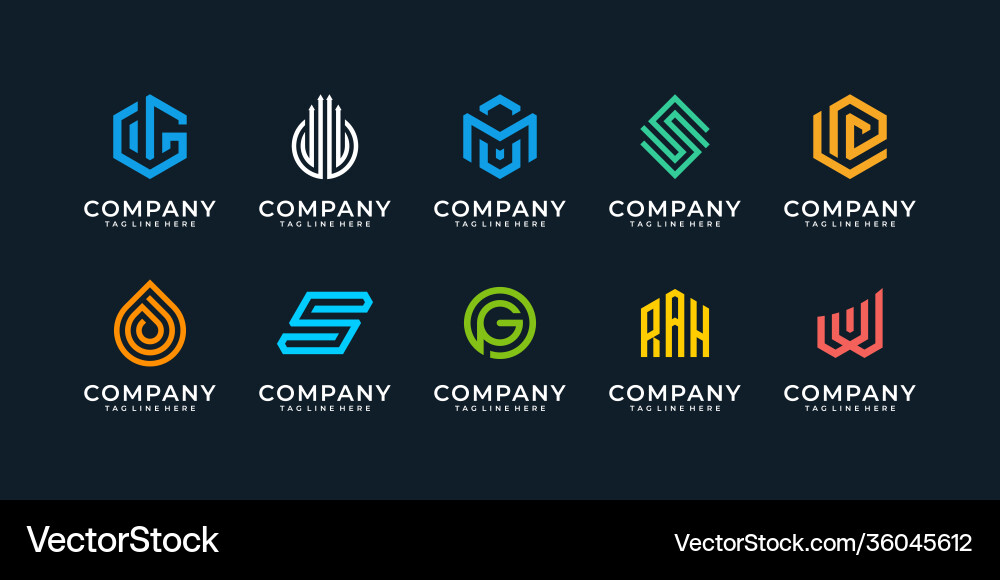 COMPANY COMPANY COMPANY COMPANY COMPANY
TAG LINE HERE TAG LINE HERE TAG LINE HERE TAG LINE HERE TAG LINE HERE
S PG RAH W
COMPANY COMPANY COMPANY COMPANY COMPANY
TAG LINE HERE TAG LINE HERE TAG LINE HERE TAG LINE HERE TAG LINE HERE
VectorStock VectorStock.com/36045612